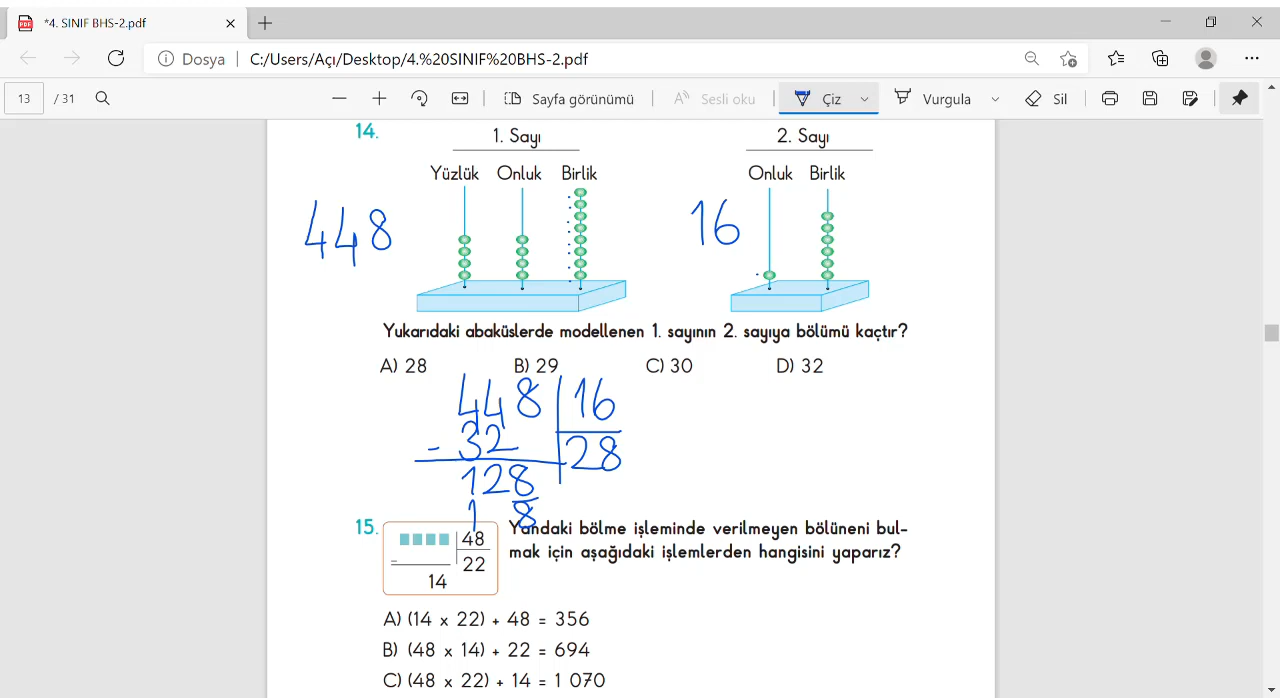 *4. SINIF BHS-2.pdf
Dosya C:/Users/Açı/Desktop/4.%20SINIF%20BHS-2.pdf
13 / 31 Sayfa görünümü Sesli oku Çiz Vurgula Sil
14. 1. Sayı 2. Sayı
Yüzlük Onluk Birlik Onluk Birlik
448 16
Yukarıdaki abaküslerde modellenen 1. sayının 2. sayıya bölümü kaçtır?
A) 28 B) 29 C) 30 D) 32
448 16
- 32 28
128
1 8
15. 48 Yandaki bölme işleminde verilmeyen bölüneni bul-
- 22 mak için aşağıdaki işlemlerden hangisini yaparız?
14
A) (14 x 22) + 48 = 356
B) (48 x 14) + 22 = 694
C) (48 x 22) + 14 = 1 070